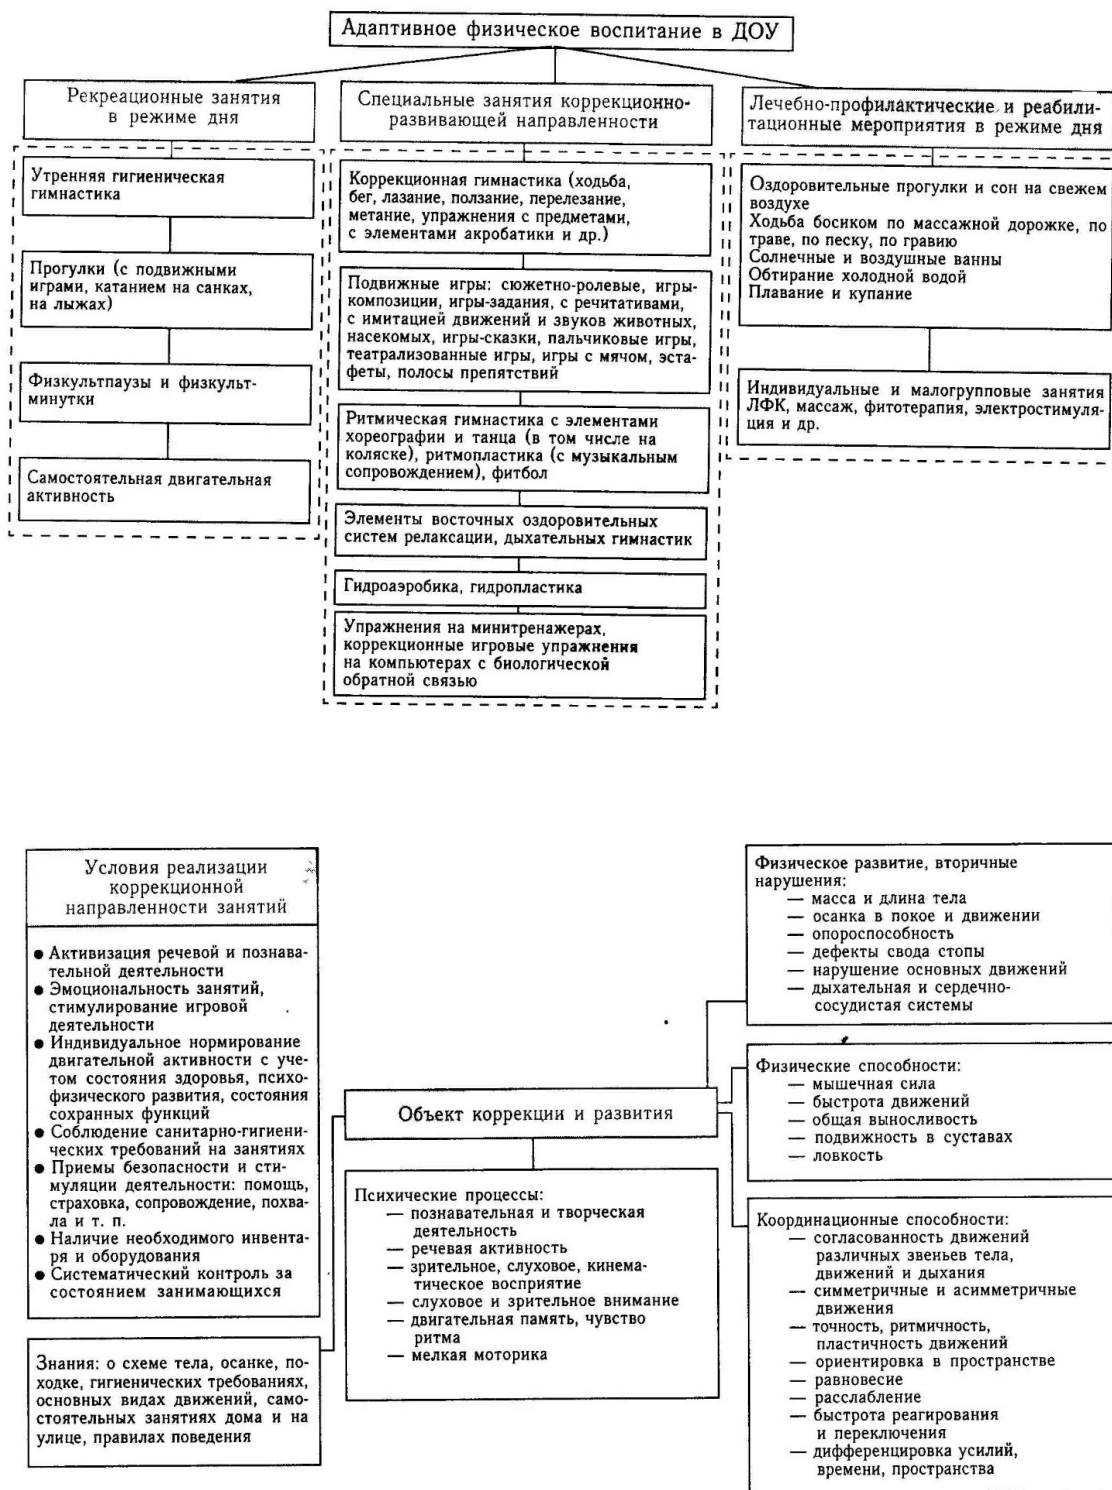 Адаптивное физическое воспитание в ДОУ
Рекреационные занятия
в режиме дня
Утренняя гигиеническая
гимнастика
Прогулки (с подвижными
играми, катанием на санках,
на лыжах)
Физкультпаузы и физкульт-
минутки
Самостоятельная двигательная
активность
Специальные занятия коррекционно-
развивающей направленности
Коррекционная гимнастика (ходьба,
бег, лазание, ползание, перелезание,
метание, упражнения с предметами,
с элементами акробатики и др.)
Подвижные игры: сюжетно-ролевые, игры-
композиции, игры-задания, с речитативами,
с имитацией движений и звуков животных,
насекомых, игры-сказки, пальчиковые игры,
театрализованные игры, игры с мячом, эста-
феты, полосы препятствий
Ритмическая гимнастика с элементами
хореографии и танца (в том числе на
коляске), ритмопластика (с музыкальным
сопровождением), фитбол
Элементы восточных оздоровительных
систем релаксации, дыхательных гимнастик
Гидроаэробика, гидропластика
Упражнения на минитренажерах,
коррекционные игровые упражнения
на компьютерах с биологической
обратной связью
Лечебно-профилактические и реабили-
тационные мероприятия в режиме дня
Оздоровительные прогулки и сон на свежем
воздухе
Ходьба босиком по массажной дорожке, по
траве, по песку, по гравию
Солнечные и воздушные ванны
Обтирание холодной водой
Плавание и купание
Индивидуальные и малогрупповые занятия
ЛФК, массаж, фитотерапия, электростимуля-
ция и др.
Условия реализации
коррекционной
направленности занятий
● Активизация речевой и познава-
тельной деятельности
● Эмоциональность занятий,
стимулирование игровой
деятельности
● Индивидуальное нормирование
двигательной активности с уче-
том состояния здоровья, психо-
физического развития, состояния
сохранных функций
● Соблюдение санитарно-гигиени-
ческих требований на занятиях
● Приемы безопасности и сти-
муляции деятельности: помощь,
страховка, сопровождение, похва-
ла и т. п.
● Наличие необходимого инвента-
ря и оборудования
● Систематический контроль за
состоянием занимающихся
Знания: о схеме тела, осанке, по-
ходке, гигиенических требованиях,
основных видах движений, само-
стоятельных занятиях дома и на
улице, правилах поведения
Объект коррекции и развития
Психические процессы:
— познавательная и творческая
деятельность
— речевая активность
— зрительное, слуховое, кинема-
тическое восприятие
— слуховое и зрительное внимание
— двигательная память, чувство
ритма
— мелкая моторика
Физическое развитие, вторичные
нарушения:
— масса и длина тела
— осанка в покое и движении
— опороспособность
— дефекты свода стопы
— нарушение основных движений
— дыхательная и сердечно-
сосудистая системы
Физические способности:
— мышечная сила
— быстрота движений
— общая выносливость
— подвижность в суставах
— ловкость
Координационные способности:
— согласованность движений
различных звеньев тела,
движений и дыхания
— симметричные и асимметричные
движения
— точность, ритмичность,
пластичность движений
— ориентировка в пространстве
— равновесие
— расслабление
— быстрота реагирования
и переключения
— дифференцировка усилий,
времени, пространства